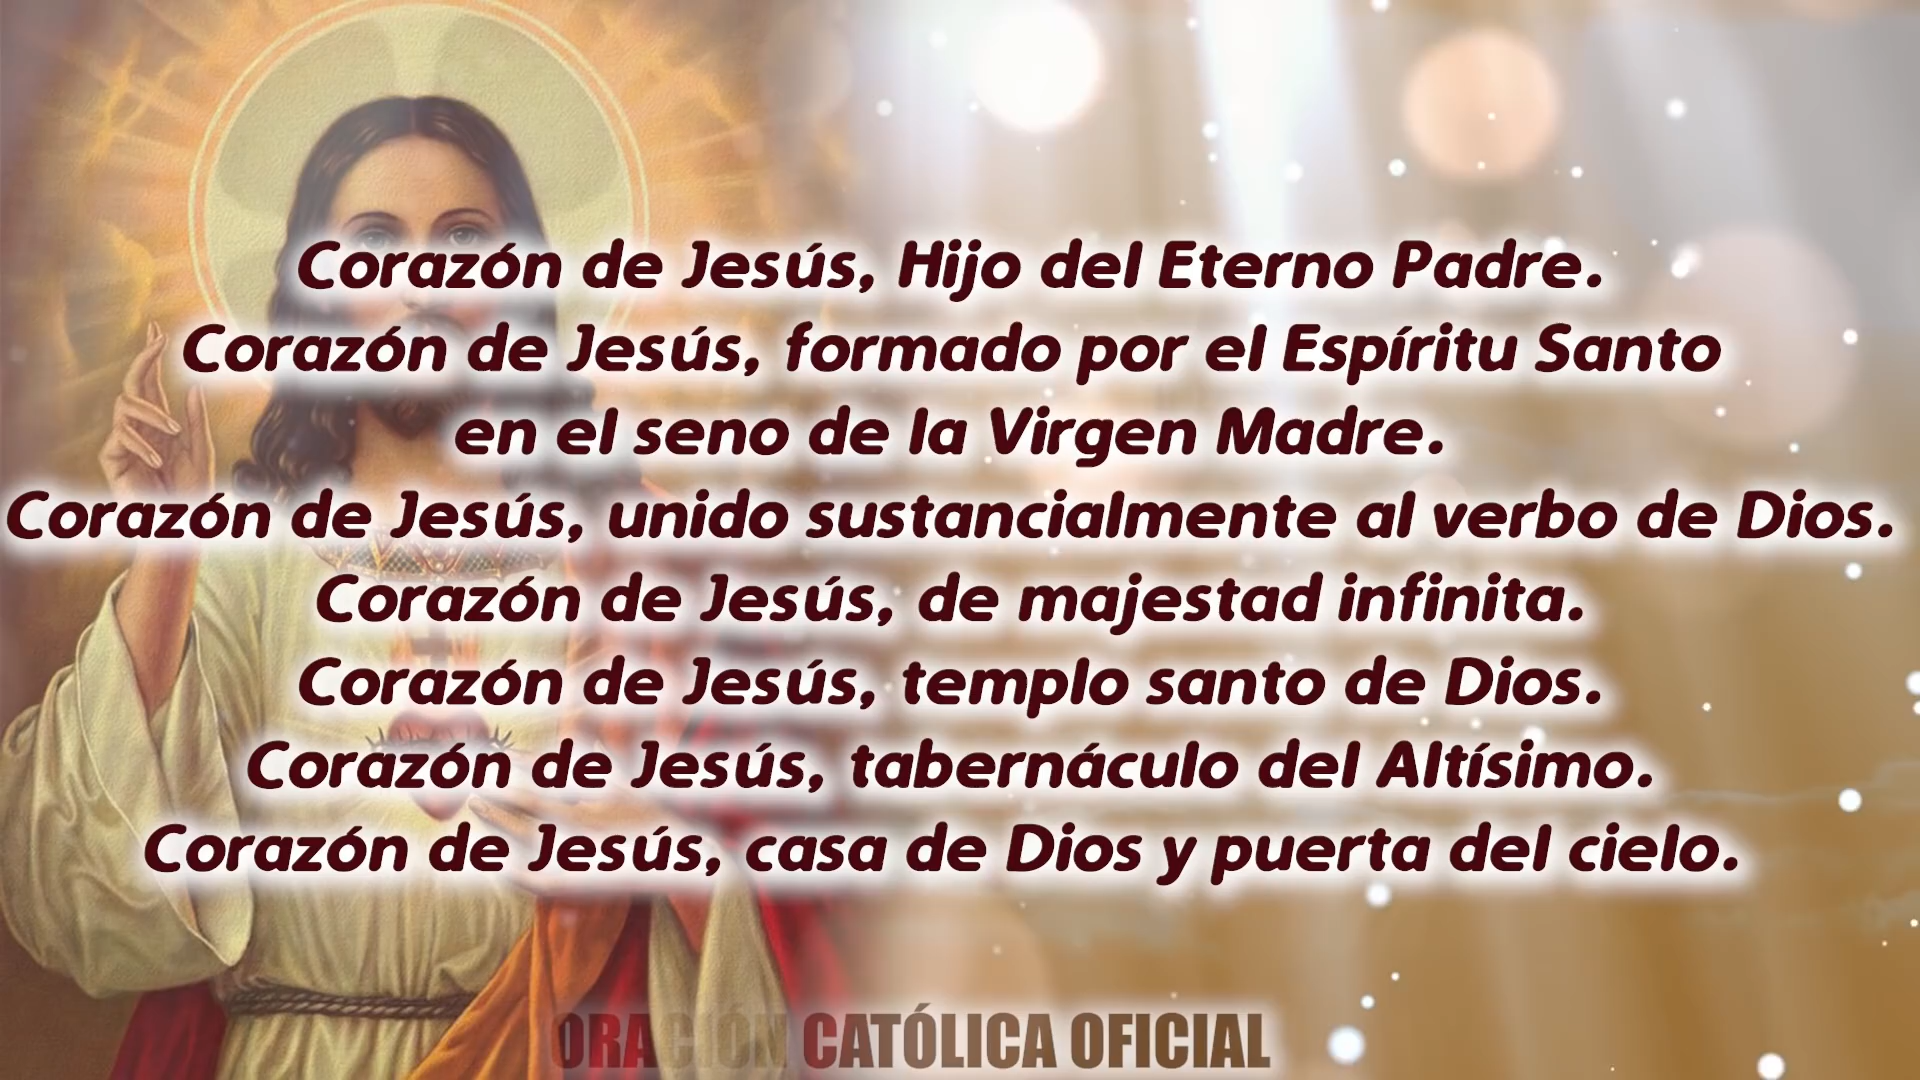 Corazón de Jesús, Hijo del Eterno Padre.
Corazón de Jesús, formado por el Espíritu Santo
en el seno de la Virgen Madre.
Corazón de Jesús, unido sustancialmente al verbo de Dios.
Corazón de Jesús, de majestad infinita.
Corazón de Jesús, templo santo de Dios.
Corazón de Jesús, tabernáculo del Altísimo.
Corazón de Jesús, casa de Dios y puerta del cielo.
ORACIÓN CATÓLICA OFICIAL